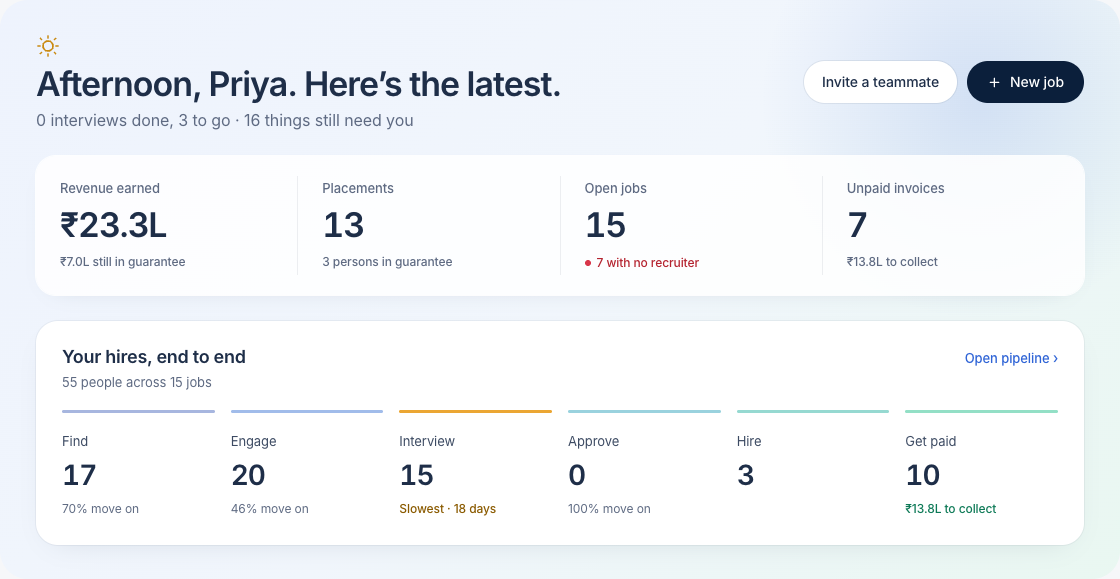 Afternoon, Priya. Here’s the latest.
0 interviews done, 3 to go · 16 things still need you
Invite a teammate
+ New job
Revenue earned
₹23.3L
₹7.0L still in guarantee
Placements
13
3 persons in guarantee
Open jobs
15
7 with no recruiter
Unpaid invoices
7
₹13.8L to collect
Your hires, end to end
55 people across 15 jobs
Open pipeline ›
Find
17
70% move on
Engage
20
46% move on
Interview
15
Slowest · 18 days
Approve
0
100% move on
Hire
3
Get paid
10
₹13.8L to collect